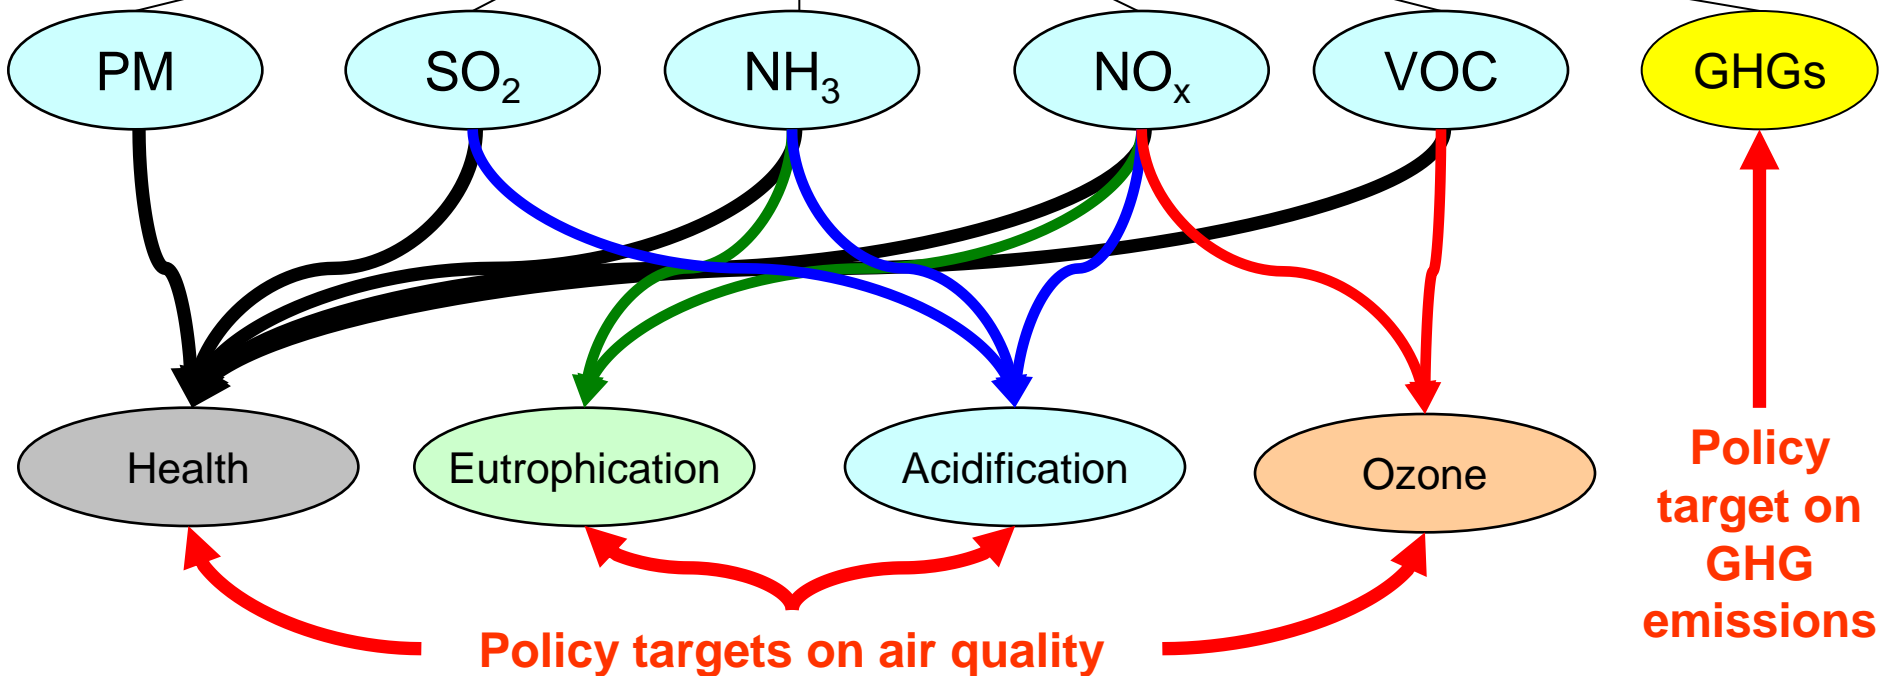 PM
SO₂
NH₃
NOₓ
VOC
GHGs
Health
Eutrophication
Acidification
Ozone
Policy
target on
GHG
emissions
Policy targets on air quality